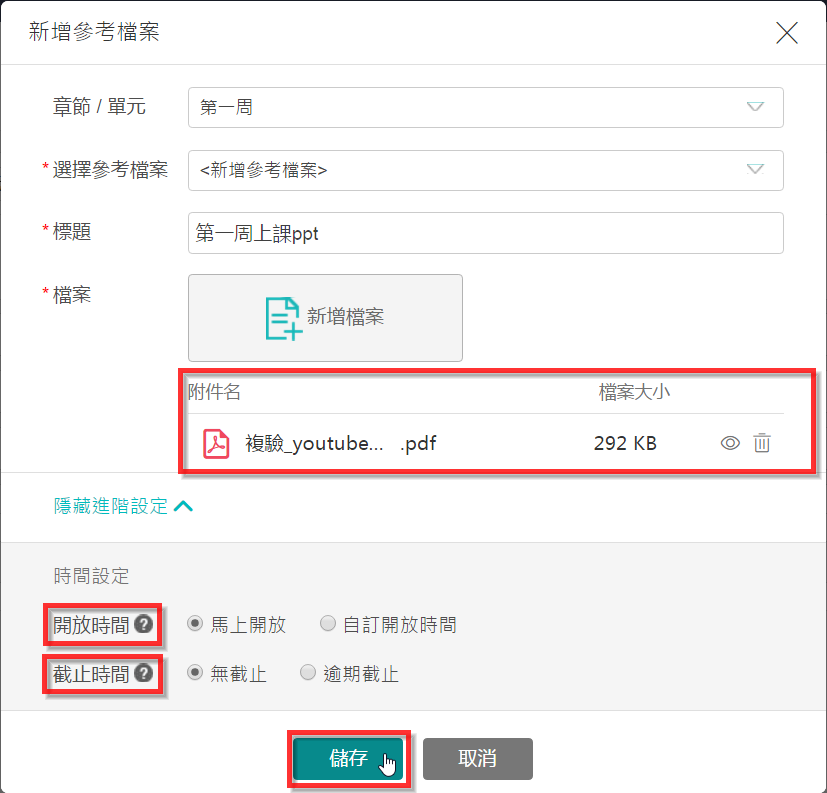 新增參考檔案
章節 / 單元 第一周
*選擇參考檔案 <新增參考檔案>
*標題 第一周上課ppt
*檔案 新增檔案
附件名 檔案大小
複驗_youtube... .pdf 292 KB
隱藏進階設定
時間設定
開放時間 ? 馬上開放 自訂開放時間
截止時間 ? 無截止 逾期截止
儲存 取消